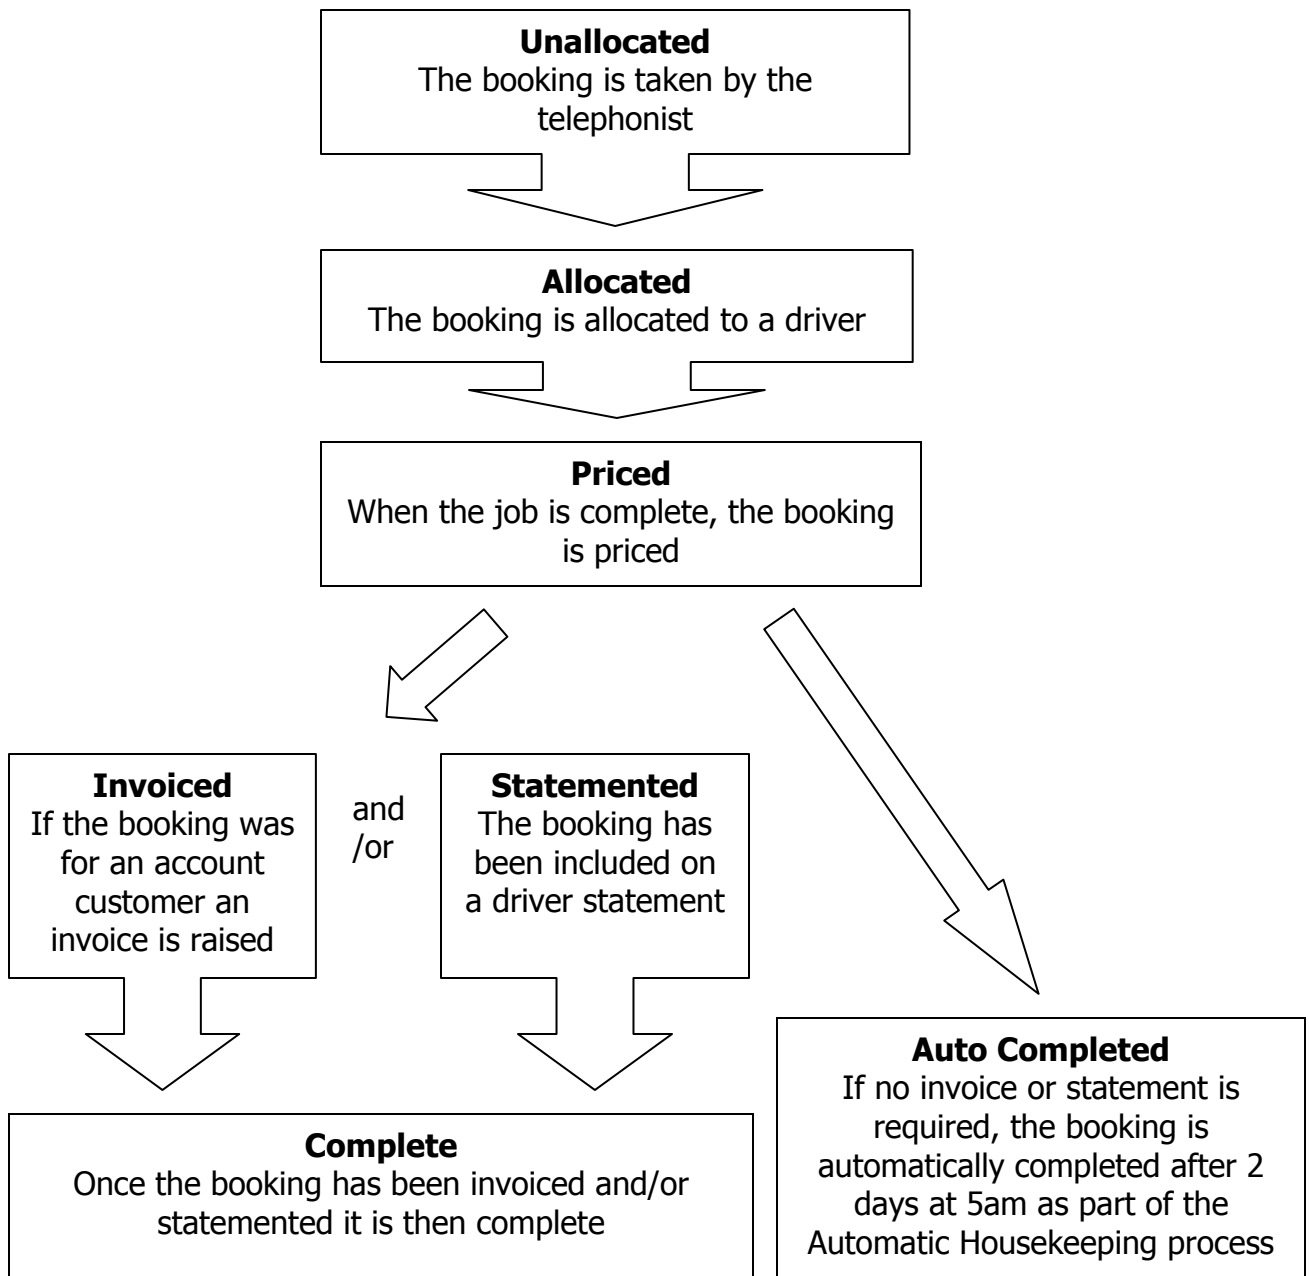 Unallocated
The booking is taken by the
telephonist
Allocated
The booking is allocated to a driver
Priced
When the job is complete, the booking
is priced
Invoiced
If the booking was
for an account
customer an
invoice is raised
and
/or
Statemented
The booking has
been included on
a driver statement
Complete
Once the booking has been invoiced and/or
statemented it is then complete
Auto Completed
If no invoice or statement is
required, the booking is
automatically completed after 2
days at 5am as part of the
Automatic Housekeeping process